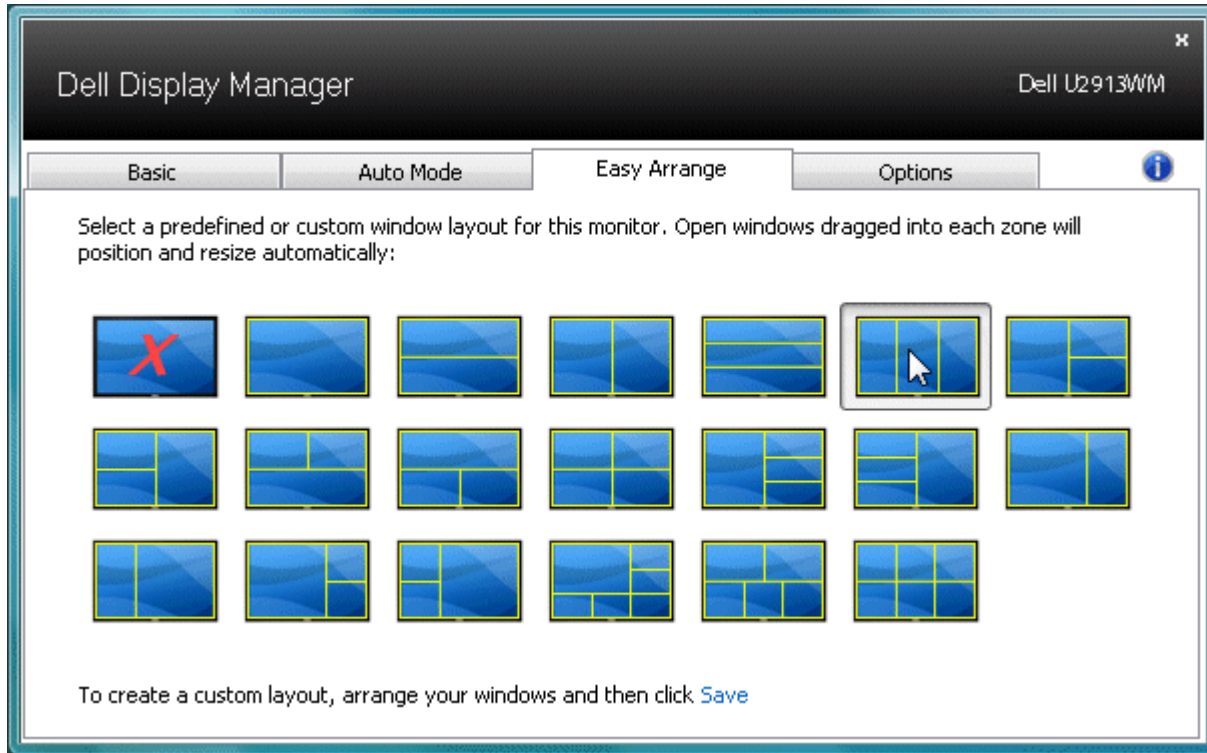 Dell Display Manager
Dell U2913WM
Basic
Auto Mode
Easy Arrange
Options
Select a predefined or custom window layout for this monitor. Open windows dragged into each zone will
position and resize automatically:
To create a custom layout, arrange your windows and then click Save